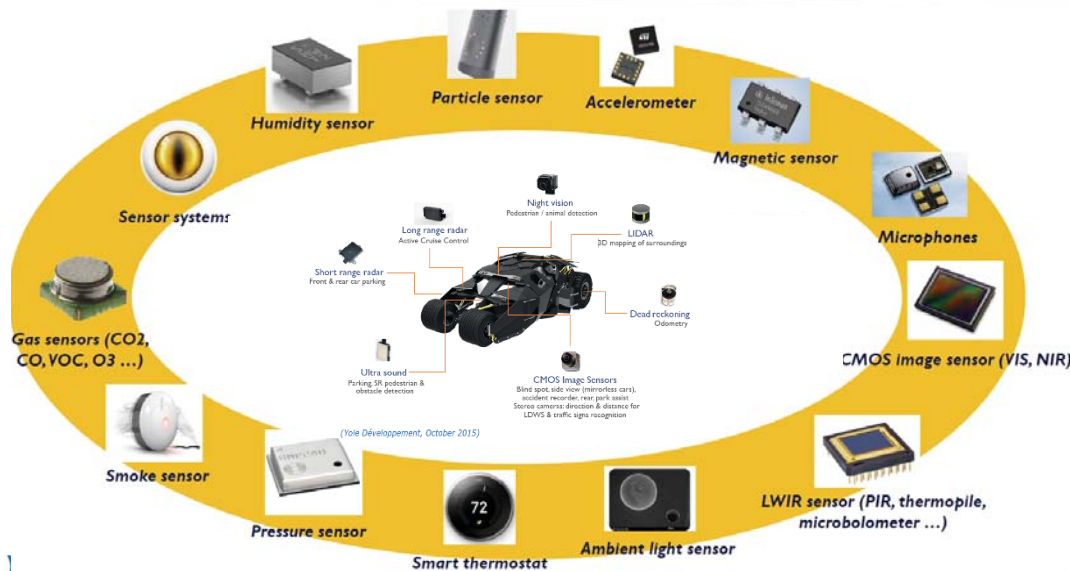 Particle sensor
Accelerometer
Humidity sensor
Magnetic sensor
Sensor systems
Microphones
Night vision
Pedestrian / animal detection
Long range radar
Active Cruise Control
LIDAR
3D mapping of surroundings
Short range radar
Front & rear car parking
Dead reckoning
Odometry
Gas sensors (CO2,
CO, VOC, O3 ...)
CMOS image sensor (VIS, NIR)
Ultra sound
Parking, SR pedestrian &
obstacle detection
CMOS Image Sensors
Blind spot, side view (mirrorless cars),
accident recorder, rear, park assist
Stereo cameras: direction & distance for
LDWS & traffic signs recognition
(Yole Développement, October 2015)
Smoke sensor
Pressure sensor
72
Smart thermostat
Ambient light sensor
LWIR sensor (PIR, thermopile,
microbolometer ...)